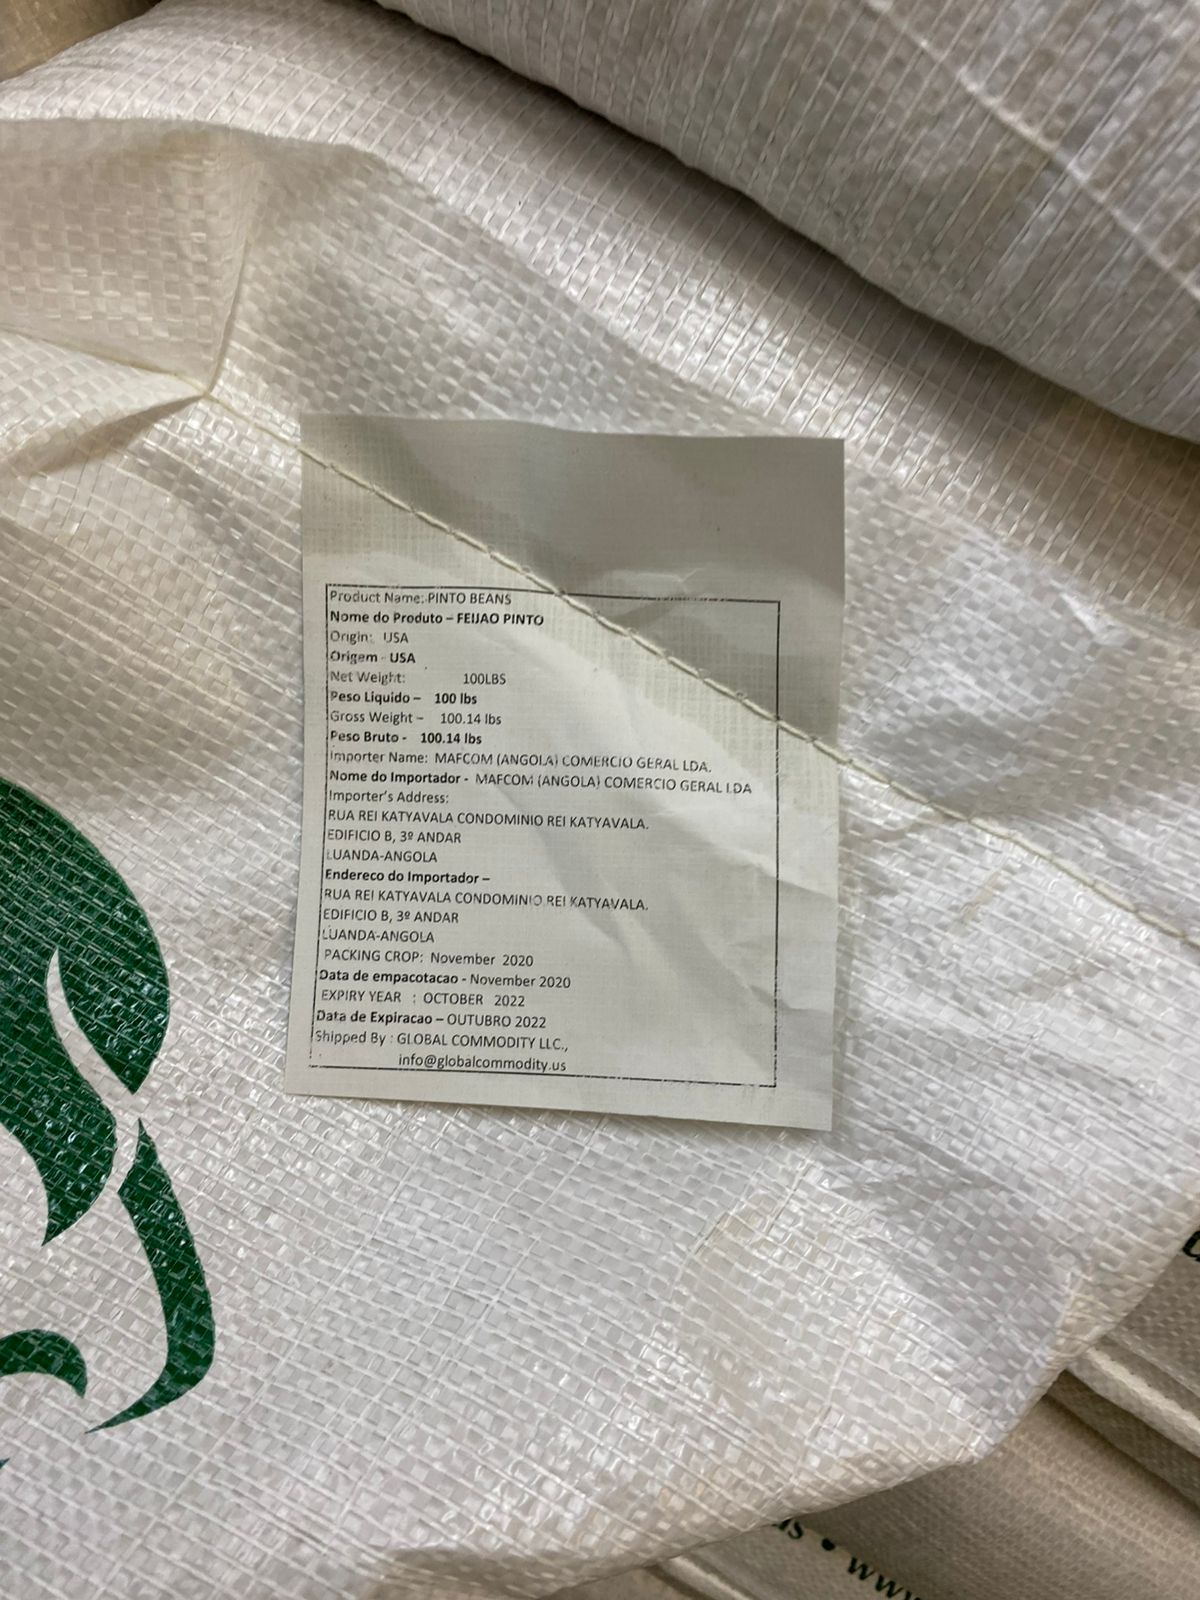 Product Name: PINTO BEANS
Nome do Produto – FEIJAO PINTO
Origin: USA
Origem - USA
Net Weight: 100LBS
Peso Liquido – 100 lbs
Gross Weight – 100.14 lbs
Peso Bruto - 100.14 lbs
Importer Name: MAFCOM (ANGOLA) COMERCIO GERAL LDA.
Nome do Importador - MAFCOM (ANGOLA) COMERCIO GERAL LDA
Importer's Address:
RUA REI KATYAVALA CONDOMINIO REI KATYAVALA.
EDIFICIO B, 3º ANDAR
LUANDA-ANGOLA
Endereco do Importador –
RUA REI KATYAVALA CONDOMINIO REI KATYAVALA.
EDIFICIO B, 3º ANDAR
LUANDA-ANGOLA
PACKING CROP: November 2020
Data de empacotacao - November 2020
EXPIRY YEAR : OCTOBER 2022
Data de Expiracao – OUTUBRO 2022
Shipped By : GLOBAL COMMODITY LLC.,
info@globalcommodity.us
• www